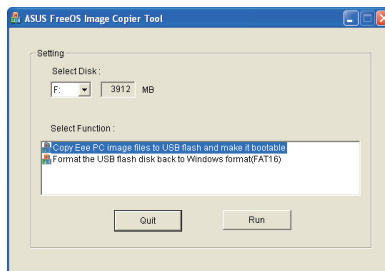 ASUS FreeOS Image Copier Tool
Setting
Select Disk :
F: 3912 MB
Select Function :
Copy Eee PC image files to USB flash and make it bootable
Format the USB flash disk back to Windows format(FAT16)
Quit Run